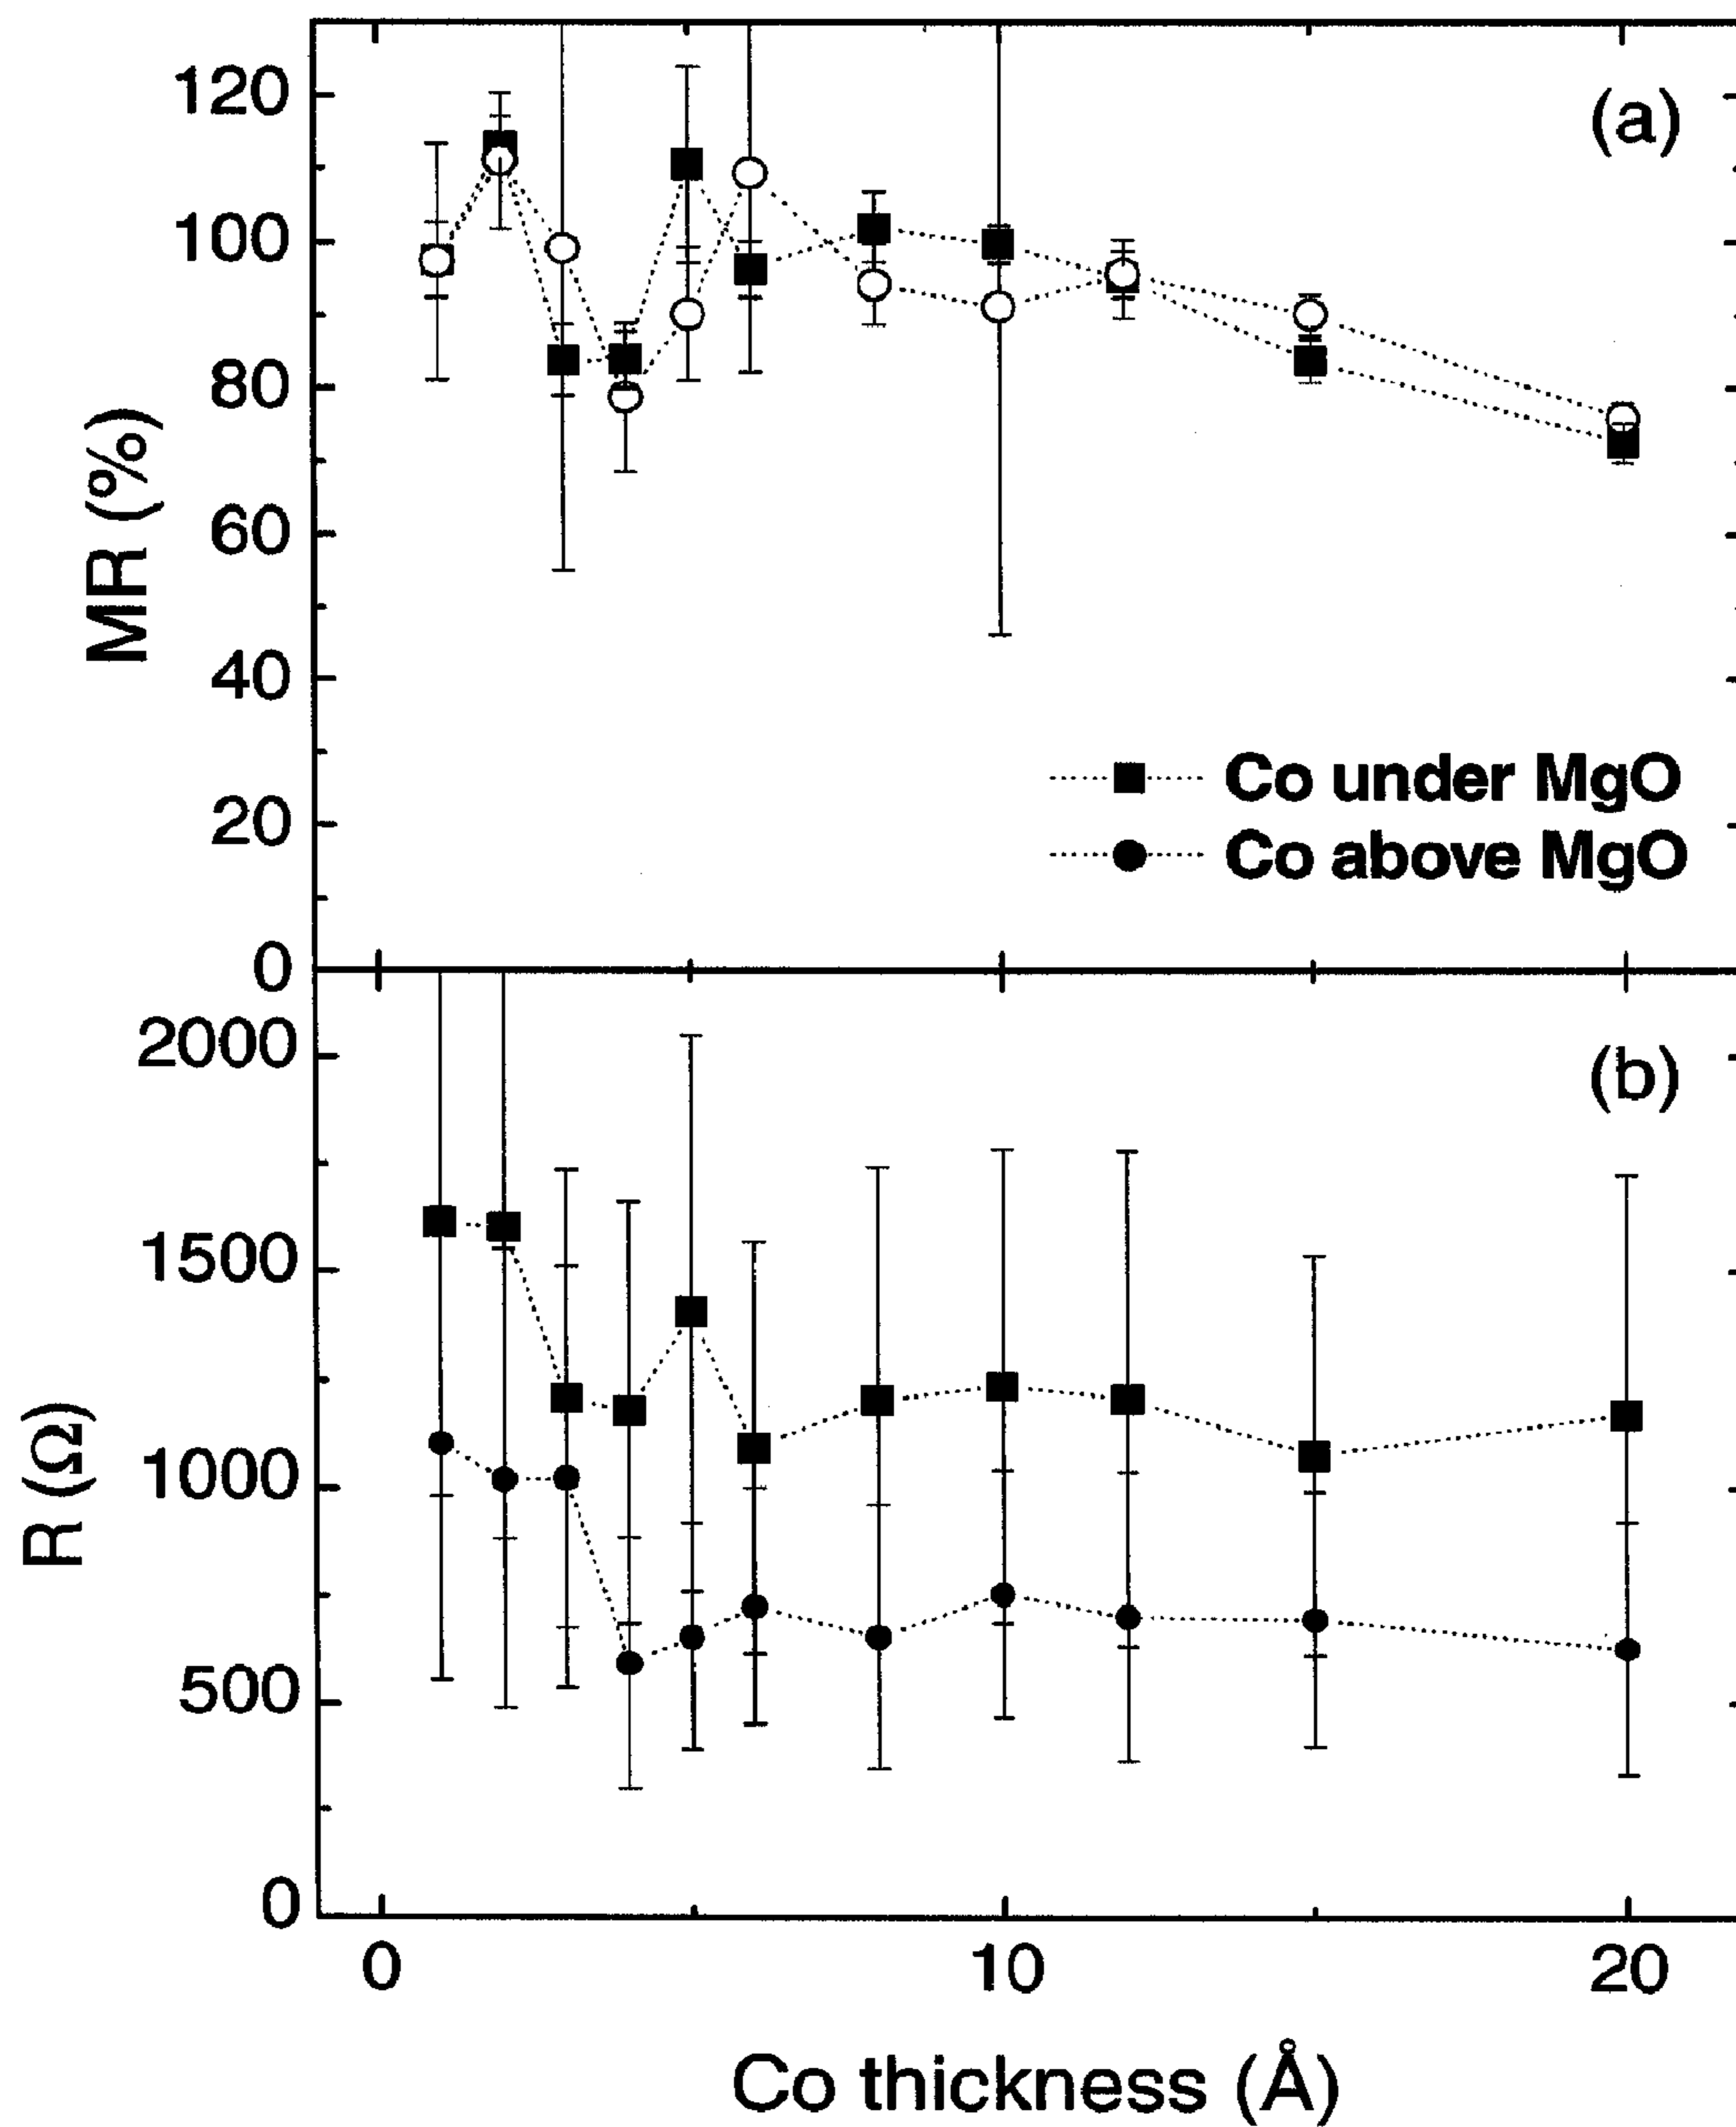 (a)
120
100
80
60
40
20
0
MR (%)
Co under MgO
Co above MgO
(b)
2000
1500
1000
500
0
R (Ω)
0 10 20
Co thickness (Å)